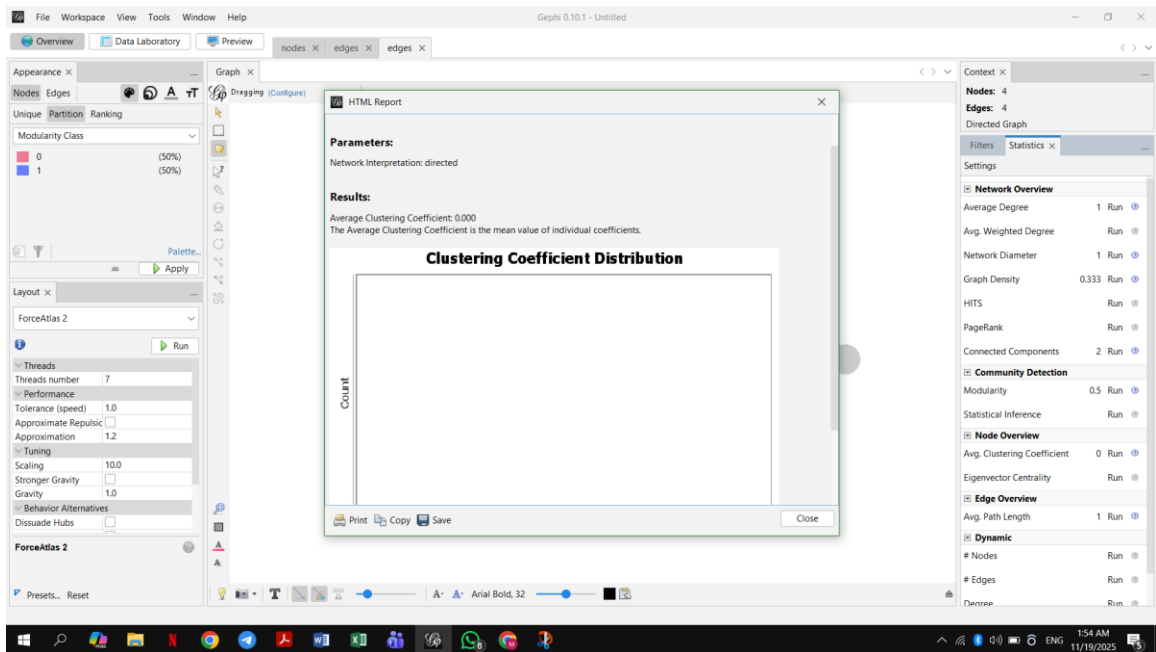 File Workspace View Tools Window Help
Gephi 0.10.1 - Untitled
Overview Data Laboratory Preview
nodes × edges × edges ×
Appearance ×
Nodes Edges
Unique Partition Ranking
Modularity Class
0 (50%)
1 (50%)
Palette...
Apply
Layout ×
ForceAtlas 2
Run
Threads
Threads number 7
Performance
Tolerance (speed) 1.0
Approximate Repulsic
Approximation 1.2
Tuning
Scaling 10.0
Stronger Gravity
Gravity 1.0
Behavior Alternatives
Dissuade Hubs
ForceAtlas 2
Presets... Reset
Graph ×
Dragging (Configure)
HTML Report
Parameters:
Network Interpretation: directed
Results:
Average Clustering Coefficient: 0.000
The Average Clustering Coefficient is the mean value of individual coefficients.
Clustering Coefficient Distribution
Count
Print Copy Save
Close
Arial Bold, 32
Context ×
Nodes: 4
Edges: 4
Directed Graph
Filters Statistics ×
Settings
Network Overview
Average Degree 1 Run
Avg. Weighted Degree Run
Network Diameter 1 Run
Graph Density 0.333 Run
HITS Run
PageRank Run
Connected Components 2 Run
Community Detection
Modularity 0.5 Run
Statistical Inference Run
Node Overview
Avg. Clustering Coefficient 0 Run
Eigenvector Centrality Run
Edge Overview
Avg. Path Length 1 Run
Dynamic
# Nodes Run
# Edges Run
Degree Run
ENG
1:54 AM
11/19/2025